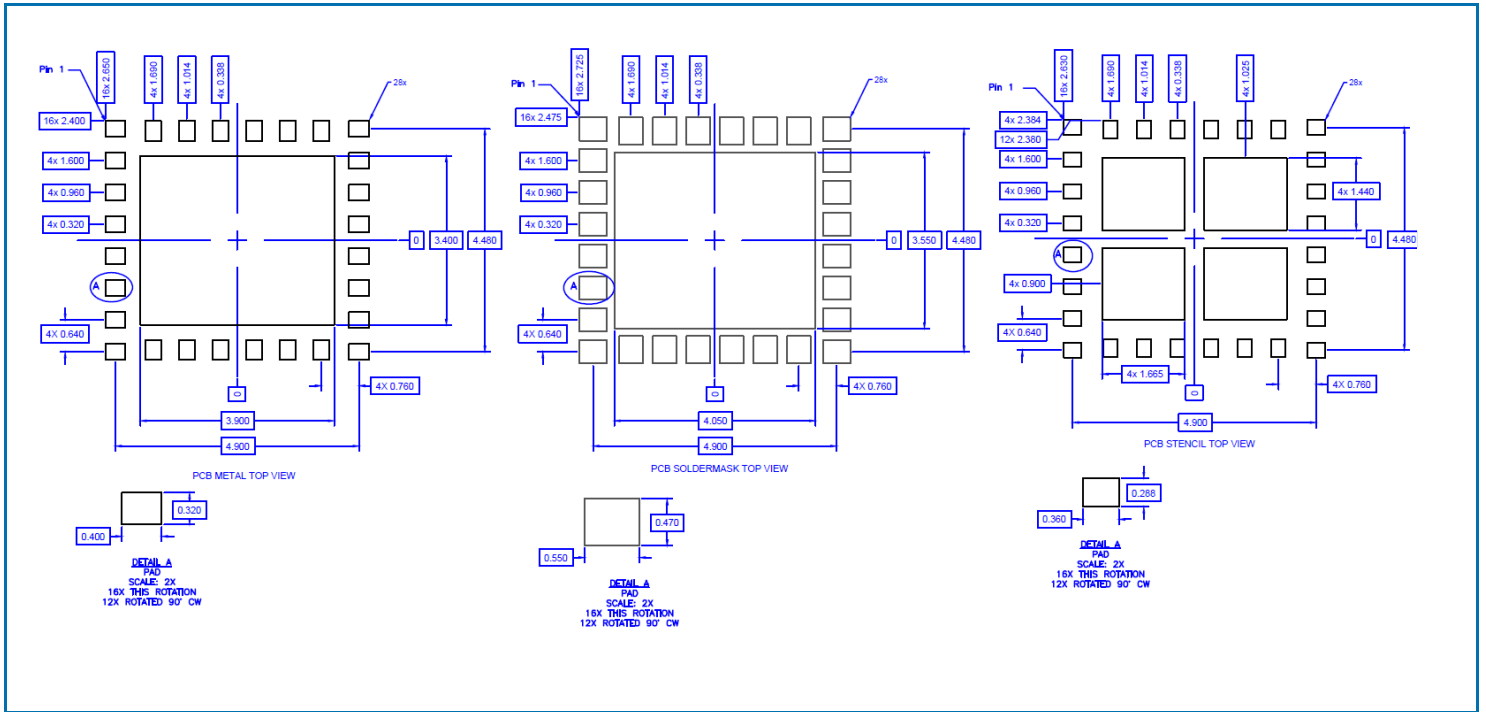 Pin 1
16x 2.650
4x 1.690
4x 1.014
4x 0.338
28x
16x 2.400
4x 1.600
4x 0.960
4x 0.320
A
4X 0.640
0
3.400
4.480
4X 0.760
0
3.900
4.900
PCB METAL TOP VIEW
0.320
0.400
DETAIL A
PAD
SCALE: 2X
16X THIS ROTATION
12X ROTATED 90° CW
Pin 1
16x 2.725
4x 1.690
4x 1.014
4x 0.338
28x
16x 2.475
4x 1.600
4x 0.960
4x 0.320
A
4X 0.640
0
3.550
4.480
4X 0.760
0
4.050
4.900
PCB SOLDERMASK TOP VIEW
0.470
0.550
DETAIL A
PAD
SCALE: 2X
16X THIS ROTATION
12X ROTATED 90° CW
Pin 1
16x 2.630
4x 1.690
4x 1.014
4x 0.338
4x 1.025
28x
4x 2.384
12x 2.380
4x 1.600
4x 0.960
4x 0.320
A
4x 0.900
4X 0.640
4x 1.440
0
4.480
4x 1.665
4X 0.760
0
4.900
PCB STENCIL TOP VIEW
0.288
0.360
DETAIL A
PAD
SCALE: 2X
16X THIS ROTATION
12X ROTATED 90° CW